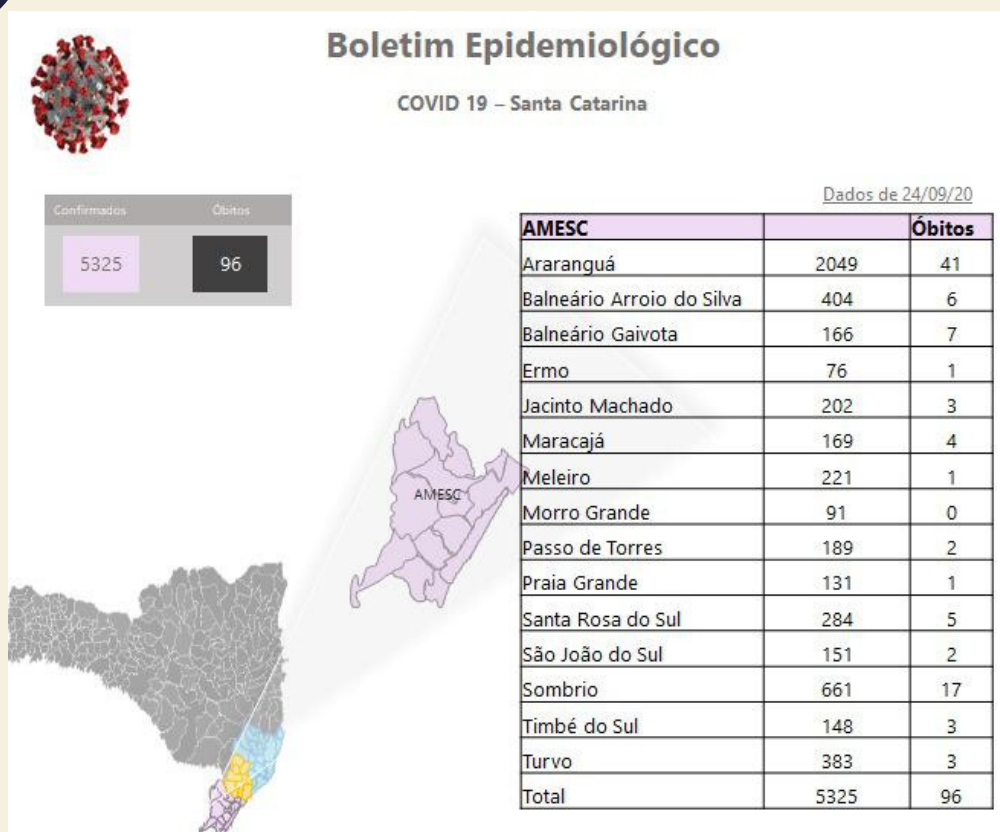 Boletim Epidemiológico
COVID 19 – Santa Catarina
Confirmados Óbitos
5325 96
Dados de 24/09/20
AMESC Óbitos
Araranguá 2049 41
Balneário Arroio do Silva 404 6
Balneário Gaivota 166 7
Ermo 76 1
Jacinto Machado 202 3
Maracajá 169 4
Meleiro 221 1
Morro Grande 91 0
Passo de Torres 189 2
Praia Grande 131 1
Santa Rosa do Sul 284 5
São João do Sul 151 2
Sombrio 661 17
Timbé do Sul 148 3
Turvo 383 3
Total 5325 96
AMESC